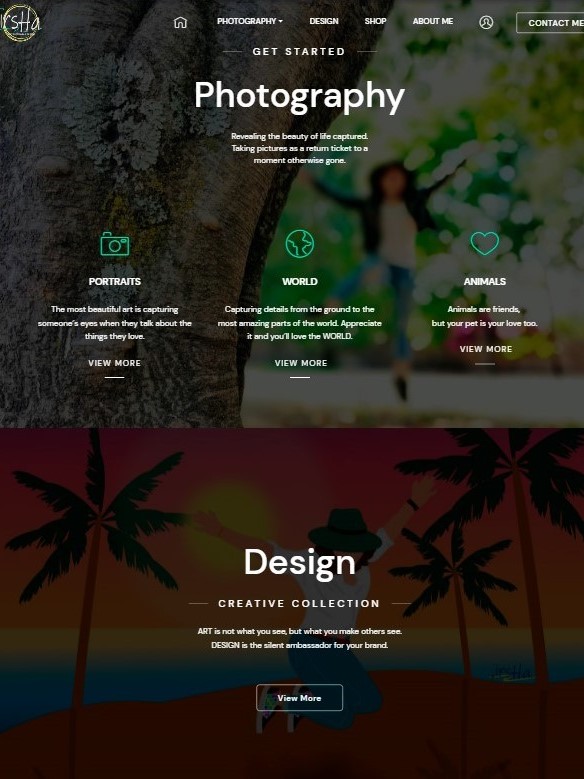 PHOTOGRAPHY DESIGN SHOP ABOUT ME CONTACT ME
GET STARTED
Photography
Revealing the beauty of life captured.
Taking pictures as a return ticket to a
moment otherwise gone.
PORTRAITS
The most beautiful art is capturing
someone's eyes when they talk about the
things they love.
VIEW MORE
WORLD
Capturing details from the ground to the
most amazing parts of the world. Appreciate
it and you'll love the WORLD.
VIEW MORE
ANIMALS
Animals are friends,
but your pet is your love too.
VIEW MORE
Design
CREATIVE COLLECTION
ART is not what you see, but what you make others see.
DESIGN is the silent ambassador for your brand.
View More